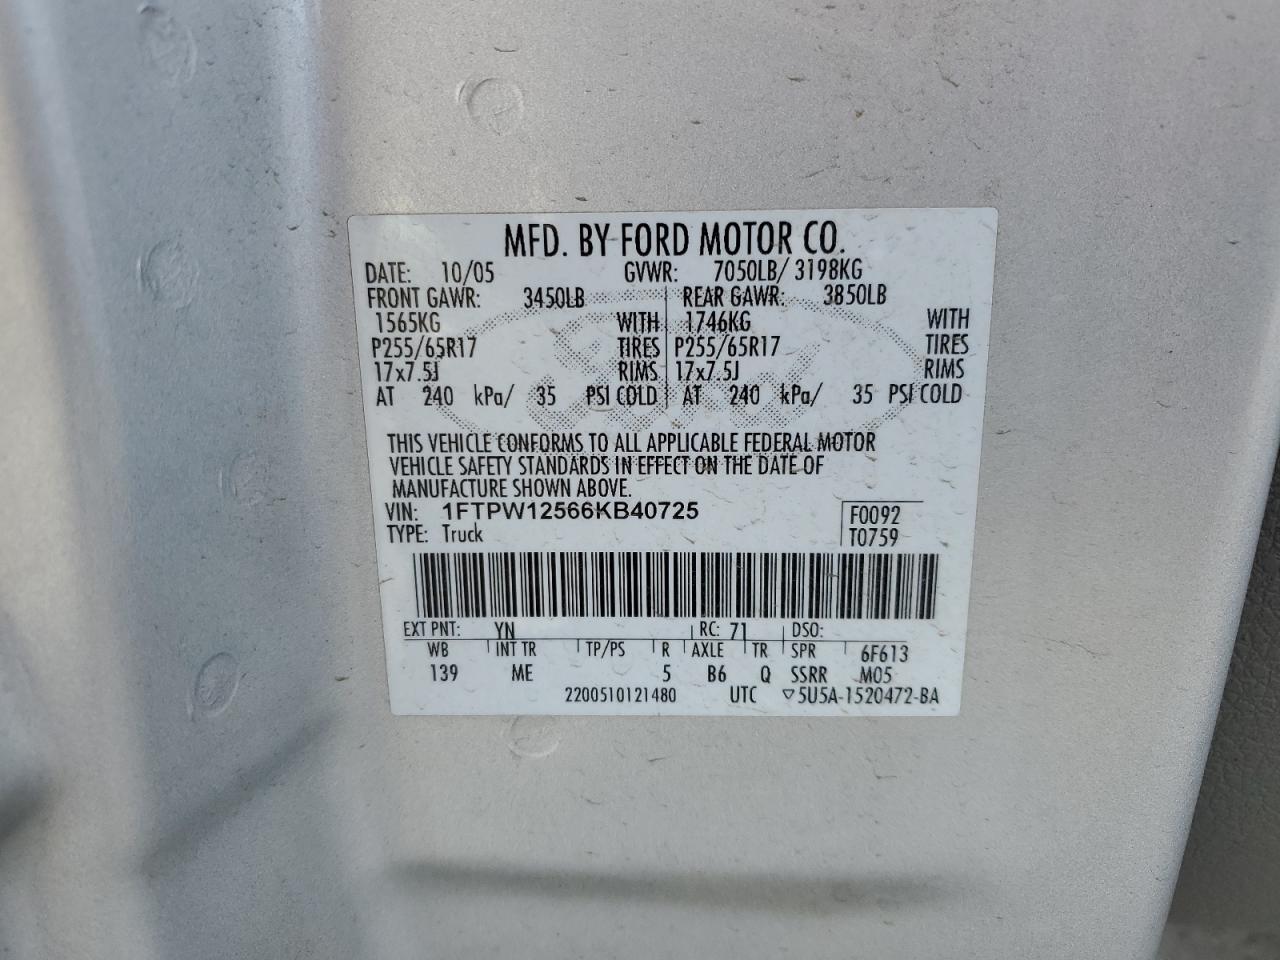 MFD. BY FORD MOTOR CO.
DATE: 10/05 GVWR: 7050LB/ 3198KG
FRONT GAWR: 3450LB REAR GAWR: 3850LB
1565KG WITH 1746KG WITH
P255/65R17 TIRES P255/65R17 TIRES
17x7.5J RIMS 17x7.5J RIMS
AT 240 kPa/ 35 PSI COLD AT 240 kPa/ 35 PSI COLD
THIS VEHICLE CONFORMS TO ALL APPLICABLE FEDERAL MOTOR
VEHICLE SAFETY STANDARDS IN EFFECT ON THE DATE OF
MANUFACTURE SHOWN ABOVE.
VIN: 1FTPW12566KB40725 F0092
TYPE: Truck T0759
EXT PNT: YN RC: 71 DSO:
WB INT TR TP/PS R AXLE TR SPR 6F613
139 ME 5 B6 Q SSRR M05
2200510121480 UTC ▽5U5A-1520472-BA